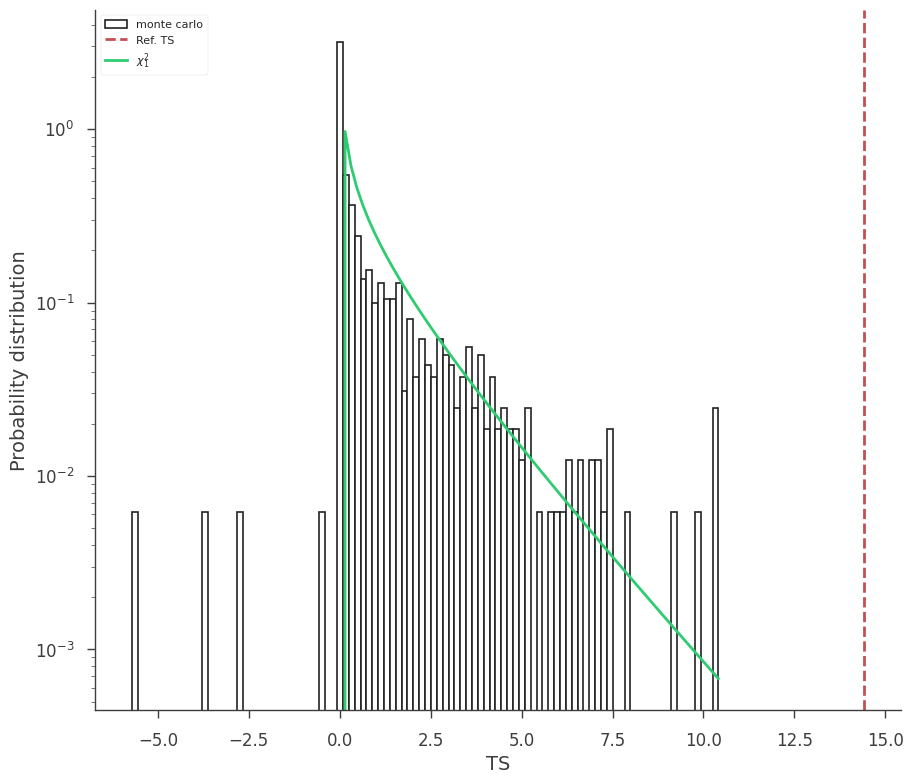 monte carlo
Ref. TS
χ²₁
Probability distribution
10⁰
10⁻¹
10⁻²
10⁻³
−5.0 −2.5 0.0 2.5 5.0 7.5 10.0 12.5 15.0
TS